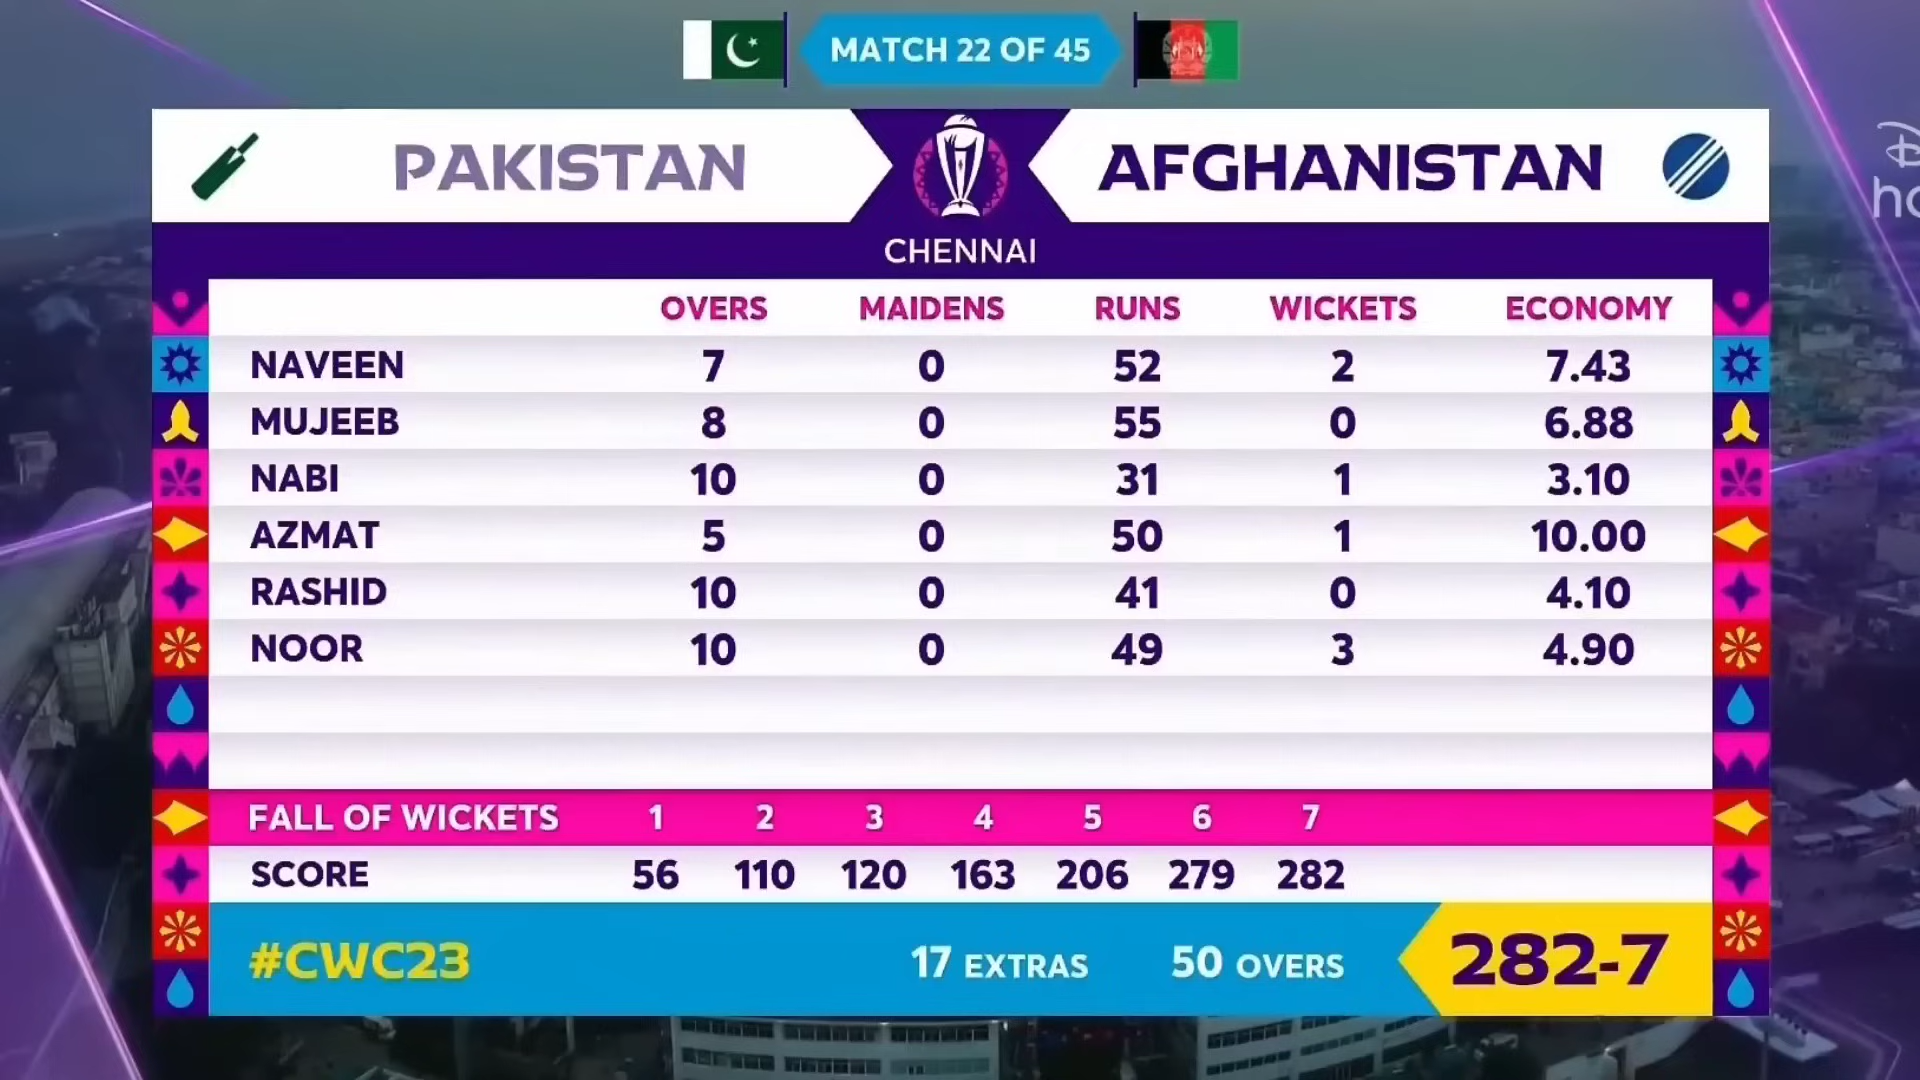 MATCH 22 OF 45
PAKISTAN AFGHANISTAN
CHENNAI
OVERS MAIDENS RUNS WICKETS ECONOMY
NAVEEN 7 0 52 2 7.43
MUJEEB 8 0 55 0 6.88
NABI 10 0 31 1 3.10
AZMAT 5 0 50 1 10.00
RASHID 10 0 41 0 4.10
NOOR 10 0 49 3 4.90
FALL OF WICKETS 1 2 3 4 5 6 7
SCORE 56 110 120 163 206 279 282
#CWC23 17 EXTRAS 50 OVERS 282-7